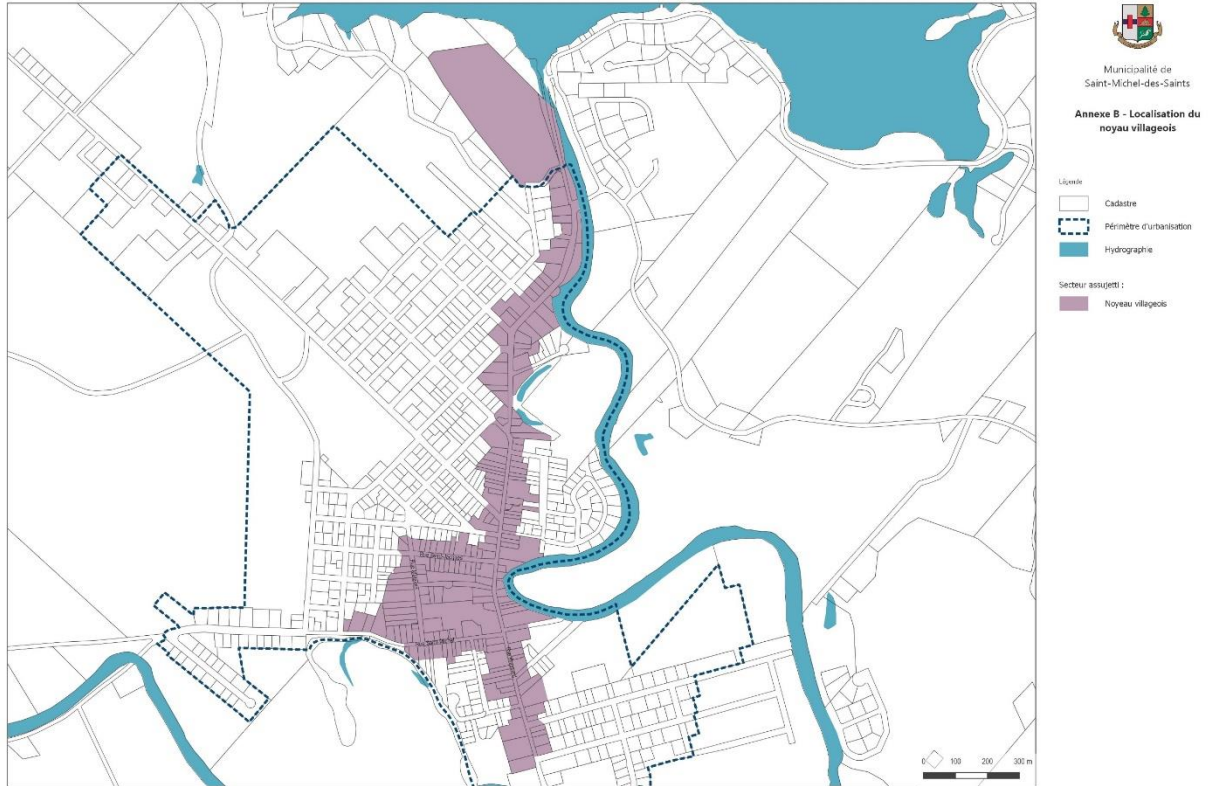 Municipalité de
Saint-Michel-des-Saints
Annexe B - Localisation du
noyau villageois
Légende
Cadastre
Périmètre d'urbanisation
Hydrographie
Secteur assujetti :
Noyeau villageois
0 100 200 300 m